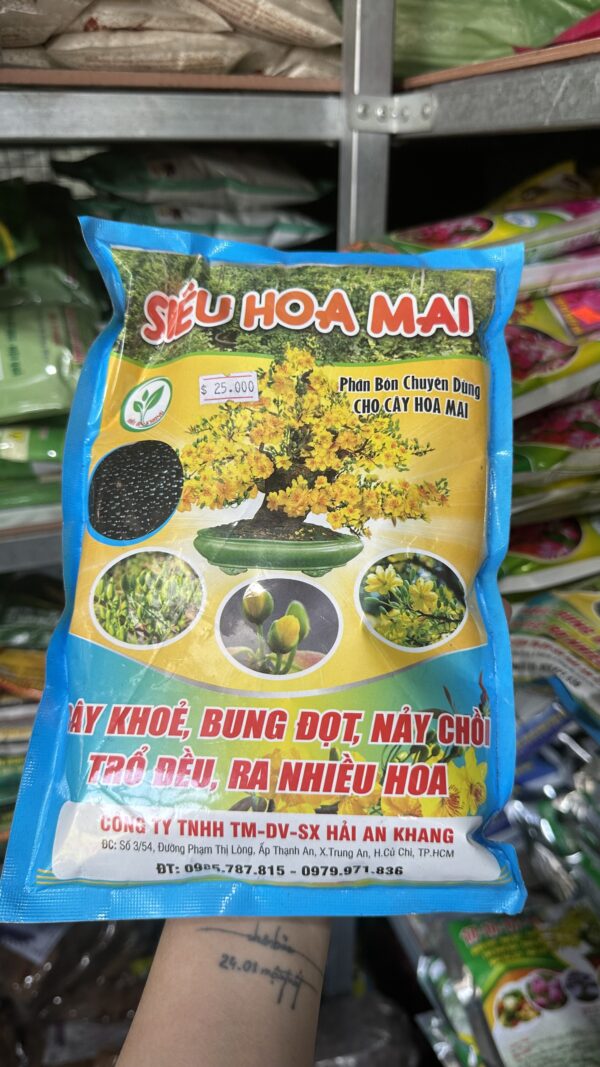 SIÊU HOA MAI
$ 25.000
Phân Bón Chuyên Dùng
CHO CÂY HOA MAI
CÂY KHOẺ, BUNG ĐỌT, NẢY CHỒI
TRỔ ĐỀU, RA NHIỀU HOA
CÔNG TY TNHH TM-DV-SX HẢI AN KHANG
ĐC: Số 3/54, Đường Phạm Thị Lòng, Ấp Thạnh An, X.Trung An, H.Củ Chi, TP.HCM
ĐT: 0985.787.815 - 0979.971.836
24.01